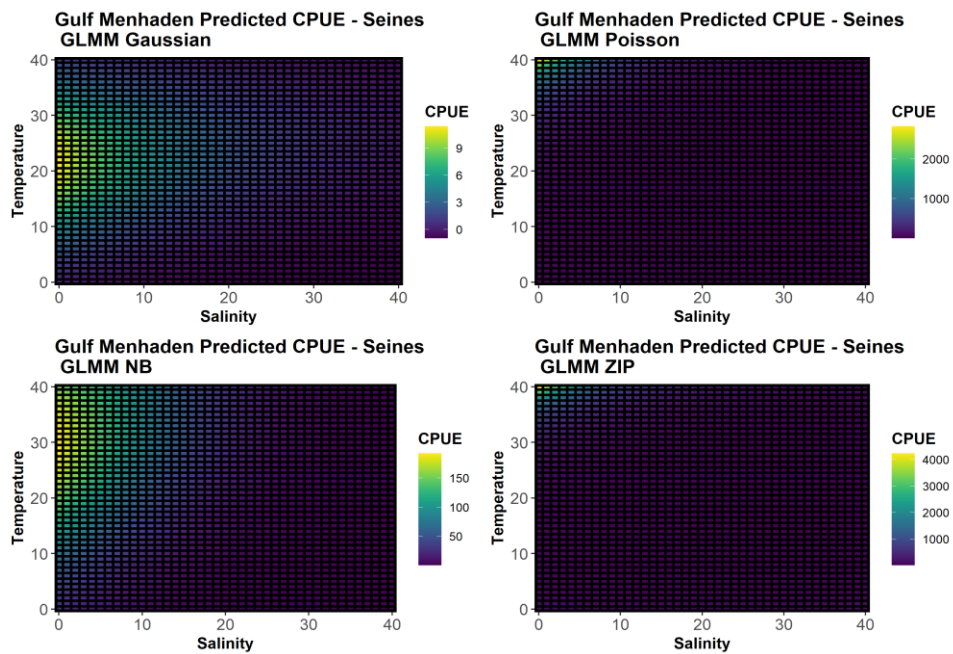 Gulf Menhaden Predicted CPUE - Seines
GLMM Gaussian
40
30
20
10
0
Temperature
0 10 20 30 40
Salinity
CPUE
9
6
3
0
Gulf Menhaden Predicted CPUE - Seines
GLMM Poisson
40
30
20
10
0
Temperature
0 10 20 30 40
Salinity
CPUE
2000
1000
Gulf Menhaden Predicted CPUE - Seines
GLMM NB
40
30
20
10
0
Temperature
0 10 20 30 40
Salinity
CPUE
150
100
50
Gulf Menhaden Predicted CPUE - Seines
GLMM ZIP
40
30
20
10
0
Temperature
0 10 20 30 40
Salinity
CPUE
4000
3000
2000
1000